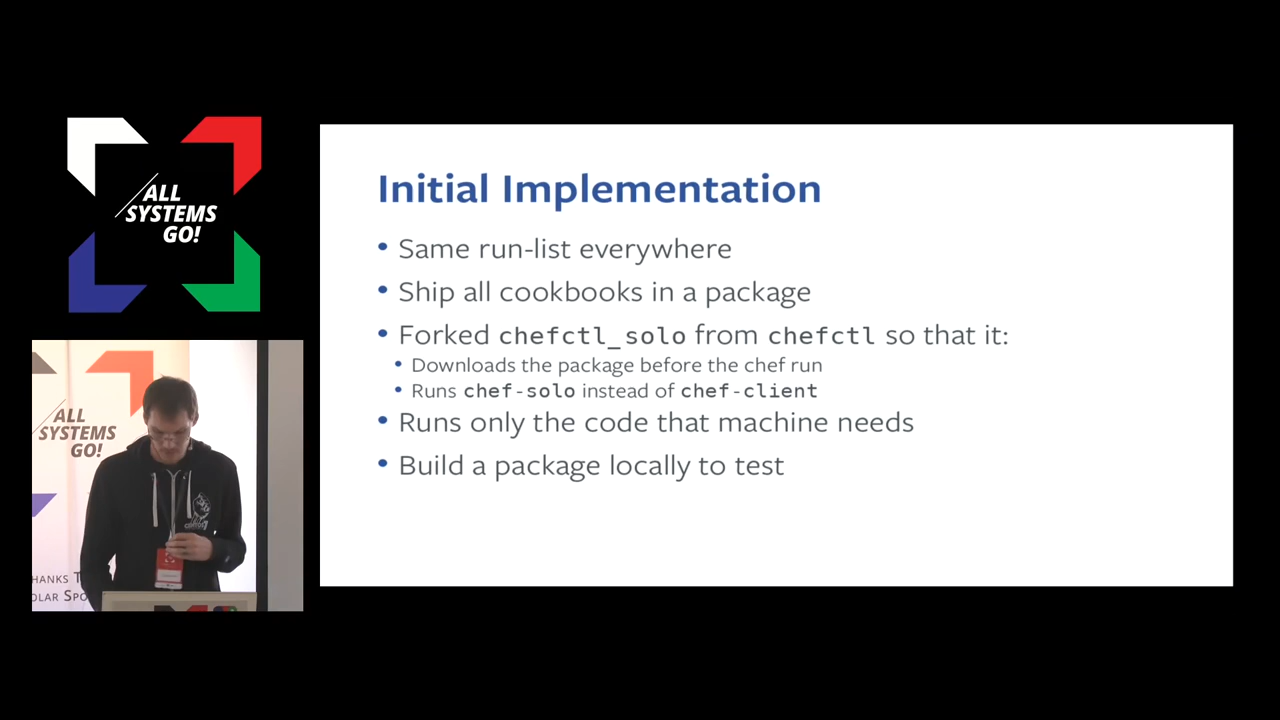 ALL
SYSTEMS
GO!
Initial Implementation
• Same run-list everywhere
• Ship all cookbooks in a package
• Forked chefctl_solo from chefctl so that it:
• Downloads the package before the chef run
• Runs chef-solo instead of chef-client
• Runs only the code that machine needs
• Build a package locally to test
ALL
SYSTEMS
GO!
HANKS T
OLAR SPO